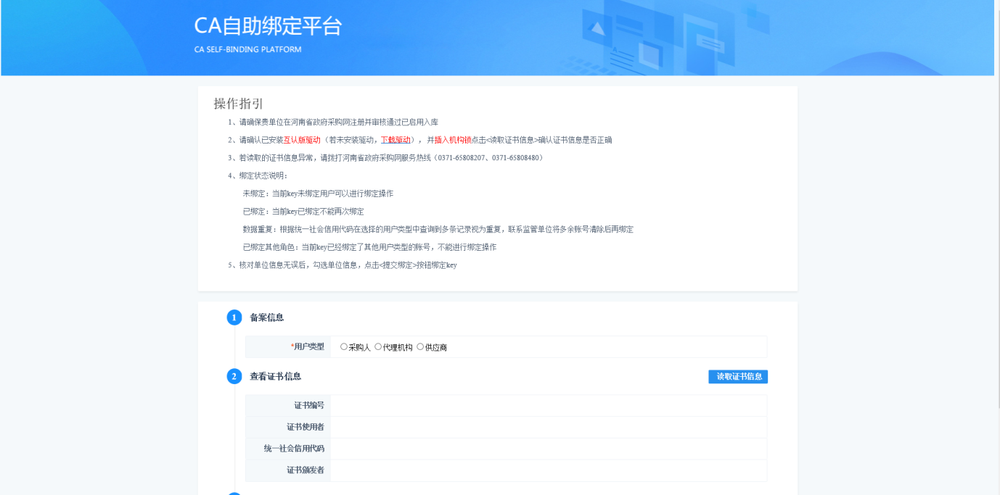 CA自助绑定平台
CA SELF-BINDING PLATFORM
操作指引
1、请确保贵单位在河南省政府采购网注册并审核通过已启用入库
2、请确认已安装互认版驱动（若未安装驱动，下载驱动）， 并插入机构锁点击<读取证书信息>确认证书信息是否正确
3、若读取的证书信息异常，请拨打河南省政府采购网服务热线（0371-65808207、0371-65808480）
4、绑定状态说明：
未绑定：当前key未绑定用户可以进行绑定操作
已绑定：当前key已绑定不能再次绑定
数据重复：根据统一社会信用代码在选择的用户类型中查询到多条记录视为重复，联系监管单位将多余账号清除后再绑定
已绑定其他角色：当前key已经绑定了其他用户类型的账号，不能进行绑定操作
5、核对单位信息无误后，勾选单位信息，点击<提交绑定>按钮绑定key
1 备案信息
*用户类型 采购人 代理机构 供应商
2 查看证书信息 读取证书信息
证书编号
证书使用者
统一社会信用代码
证书颁发者